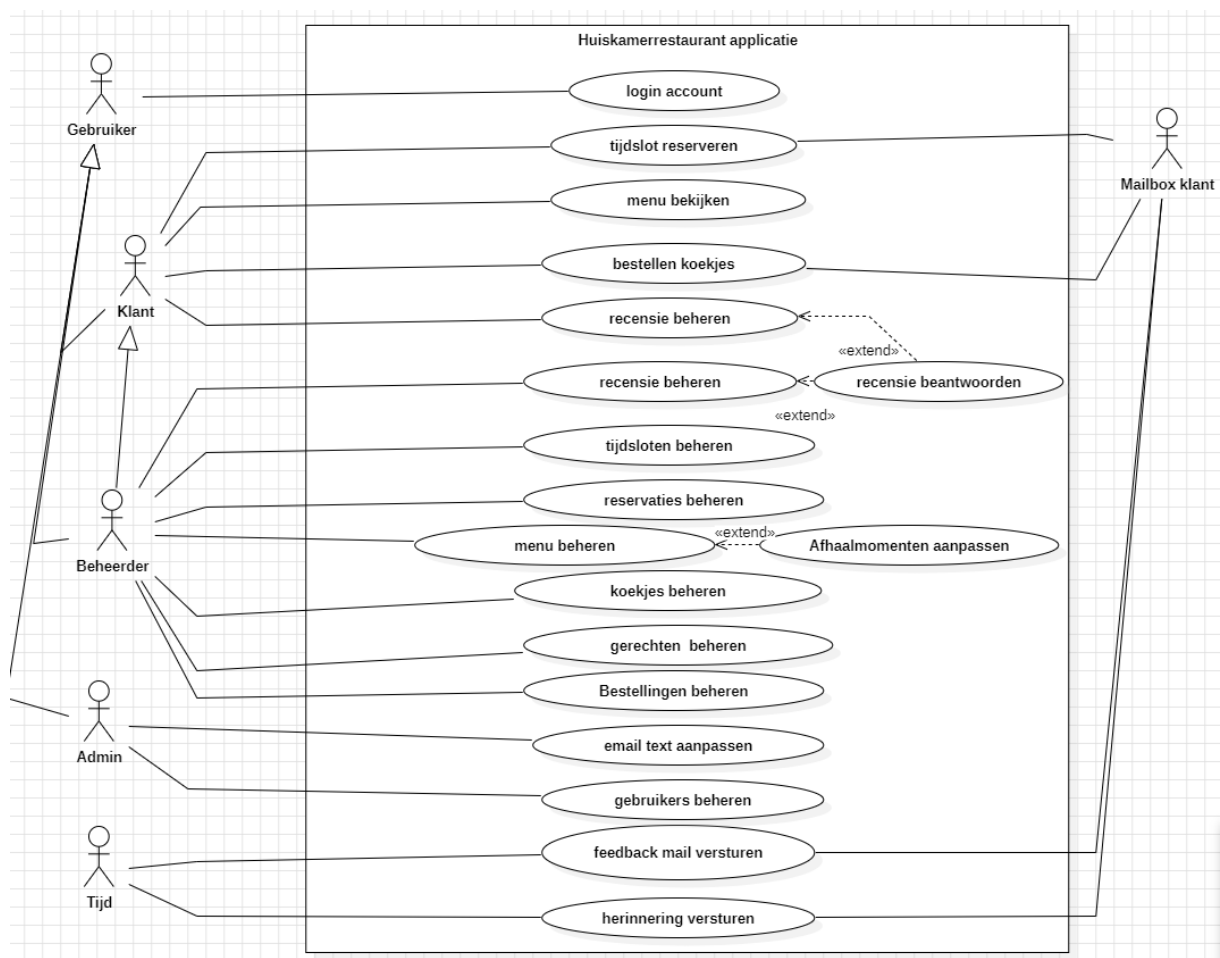 Huiskamerrestaurant applicatie
login account
Gebruiker
tijdslot reserveren
Mailbox klant
menu bekijken
bestellen koekjes
Klant
recensie beheren
«extend»
recensie beheren
recensie beantwoorden
«extend»
tijdsloten beheren
reservaties beheren
«extend»
menu beheren
Afhaalmomenten aanpassen
Beheerder
koekjes beheren
gerechten  beheren
Bestellingen beheren
email text aanpassen
Admin
gebruikers beheren
feedback mail versturen
Tijd
herinnering versturen